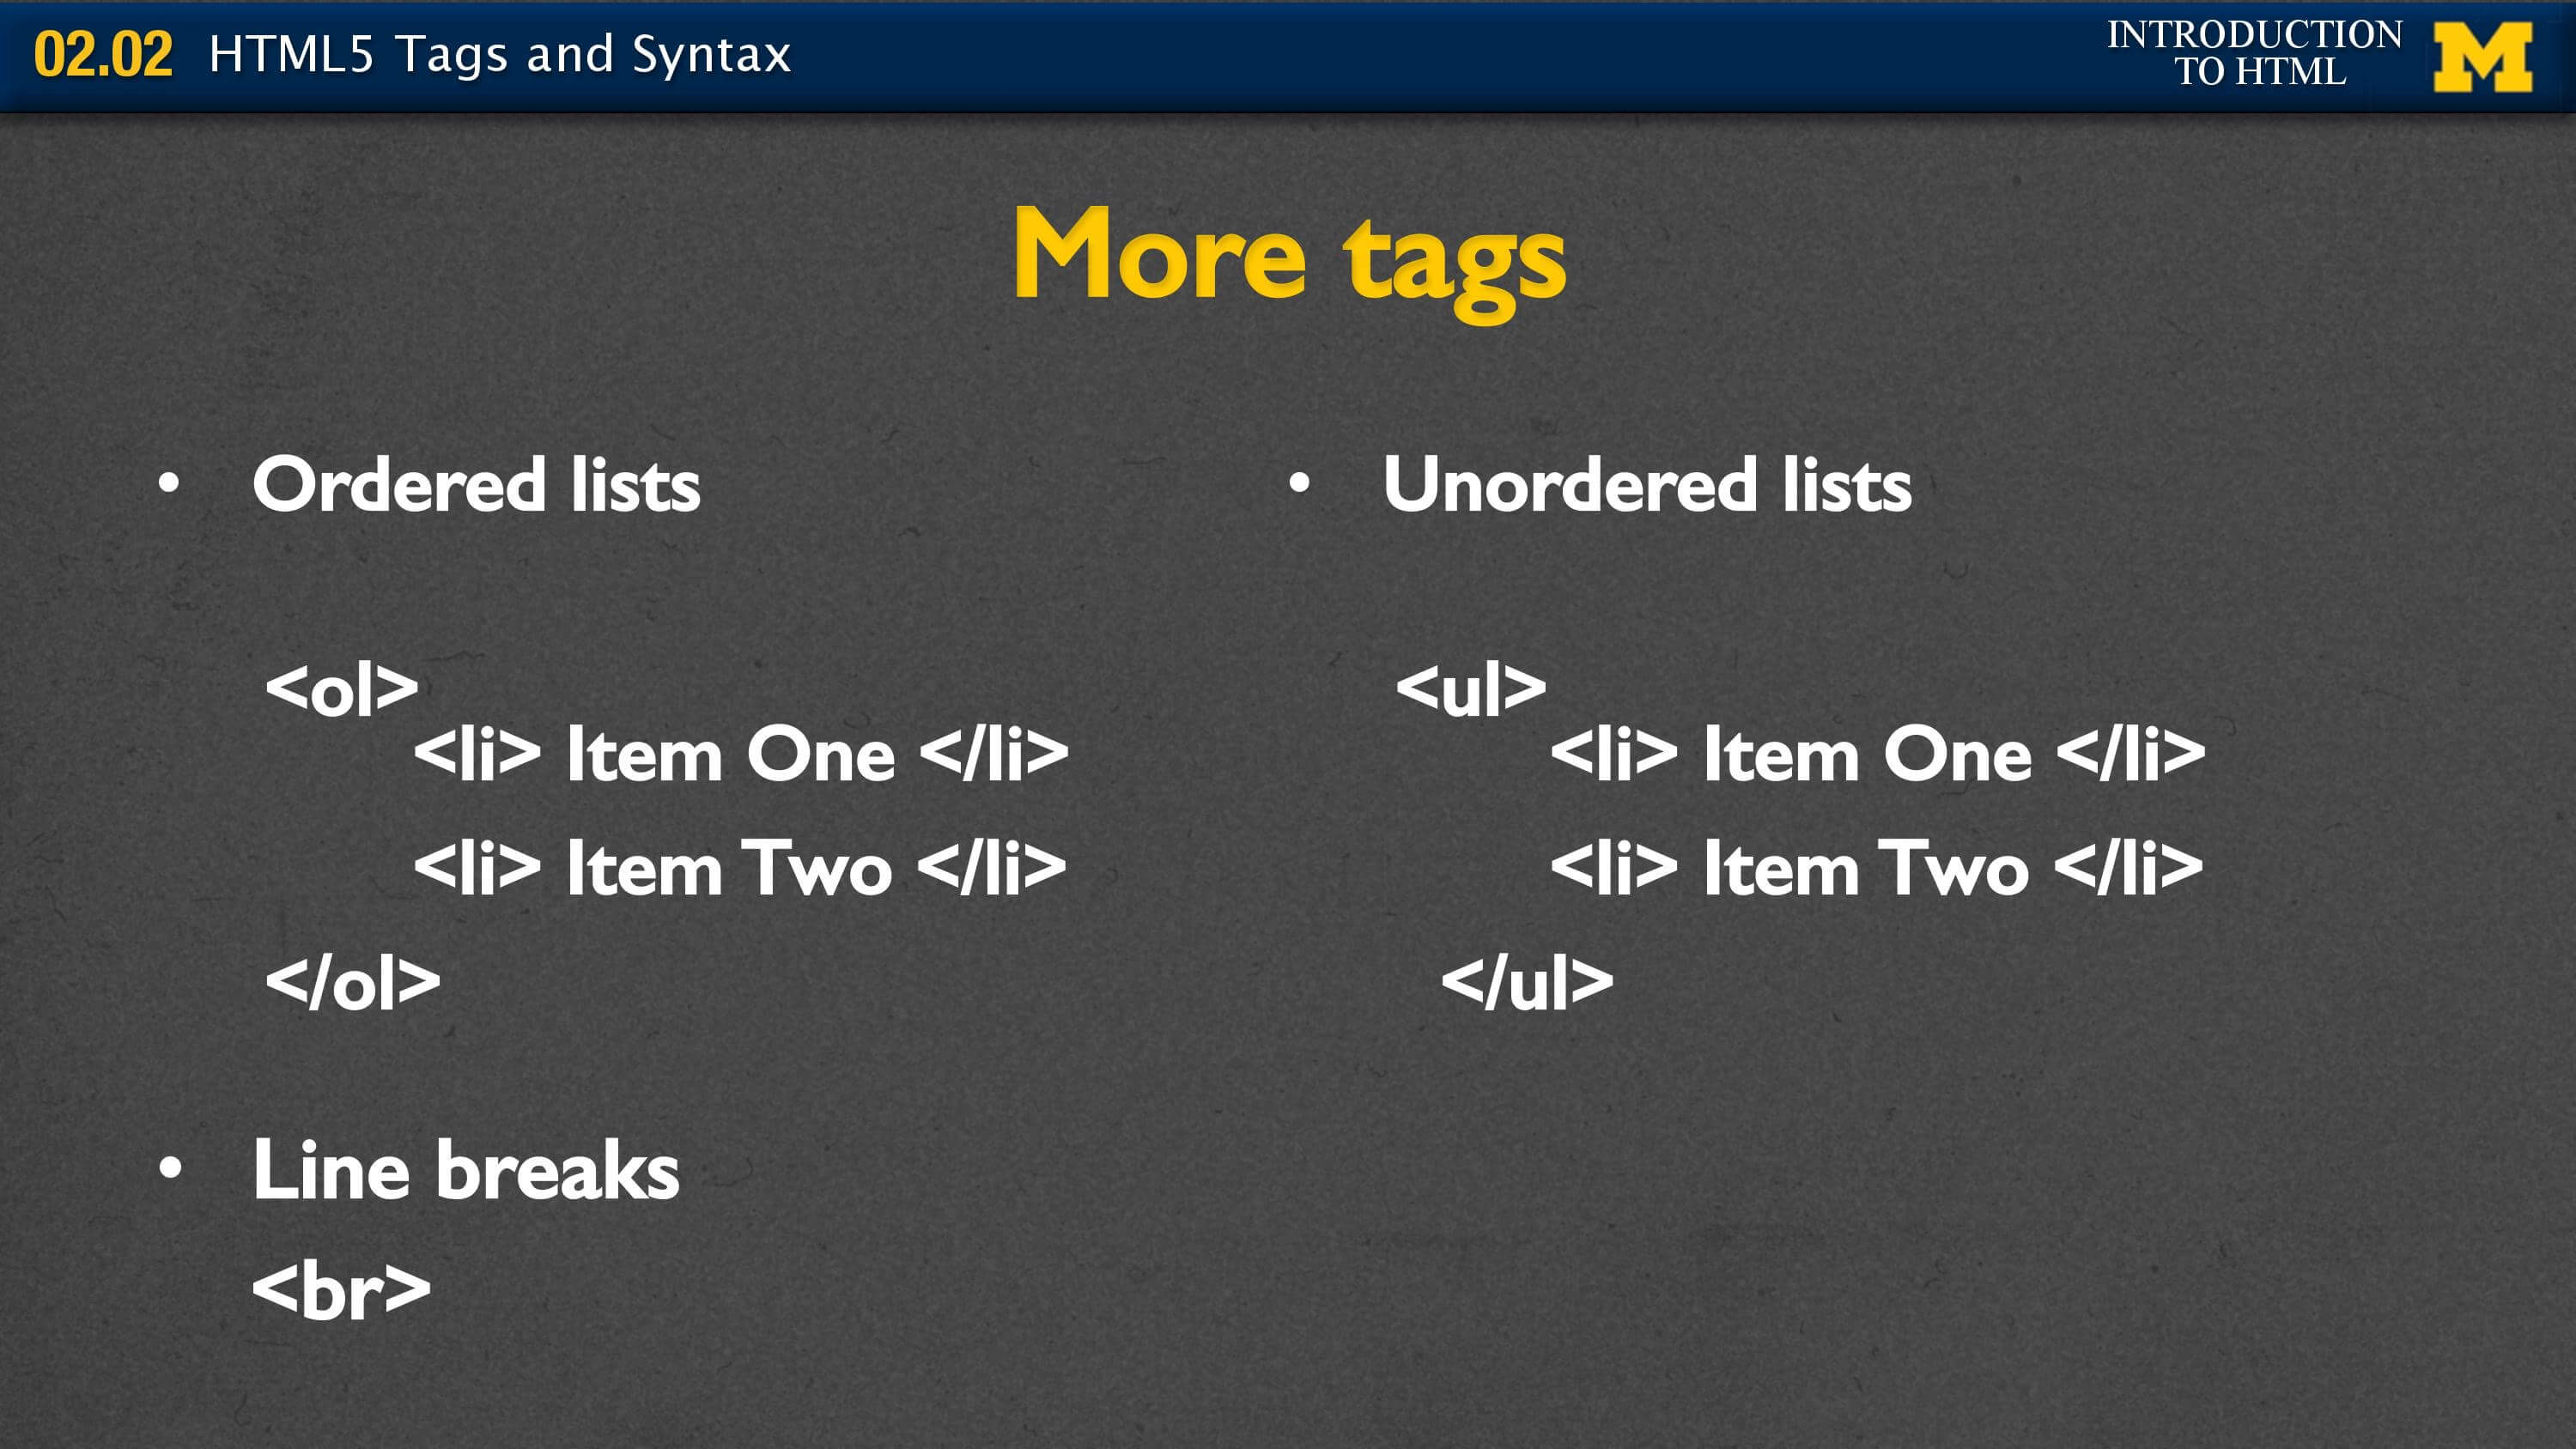 02.02 HTML5 Tags and Syntax
INTRODUCTION
TO HTML
M
More tags
• Ordered lists
<ol>
<li> Item One </li>
<li> Item Two </li>
</ol>
• Line breaks
<br>
• Unordered lists
<ul>
<li> Item One </li>
<li> Item Two </li>
</ul>